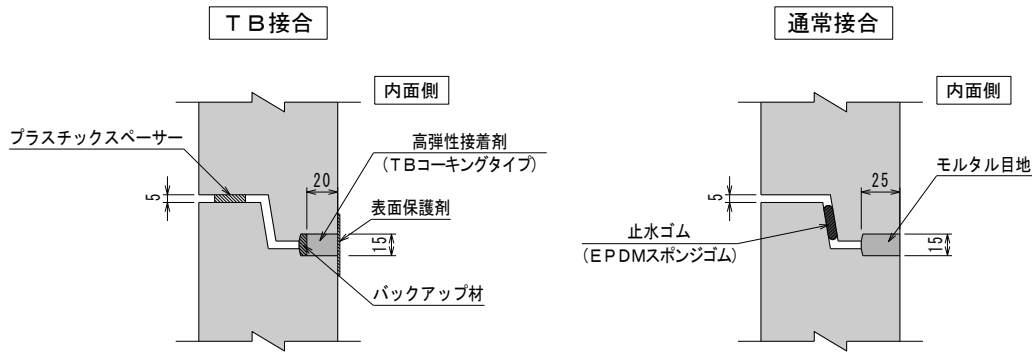 ＴＢ接合
内面側
プラスチックスペーサー
高弾性接着剤
(ＴＢコーキングタイプ)
5
20
表面保護剤
15
バックアップ材
通常接合
内面側
モルタル目地
5
25
止水ゴム
(ＥＰＤＭスポンジゴム)
15